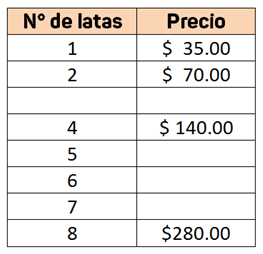 N° de latas Precio
1 $ 35.00
2 $ 70.00
4 $ 140.00
5
6
7
8 $280.00